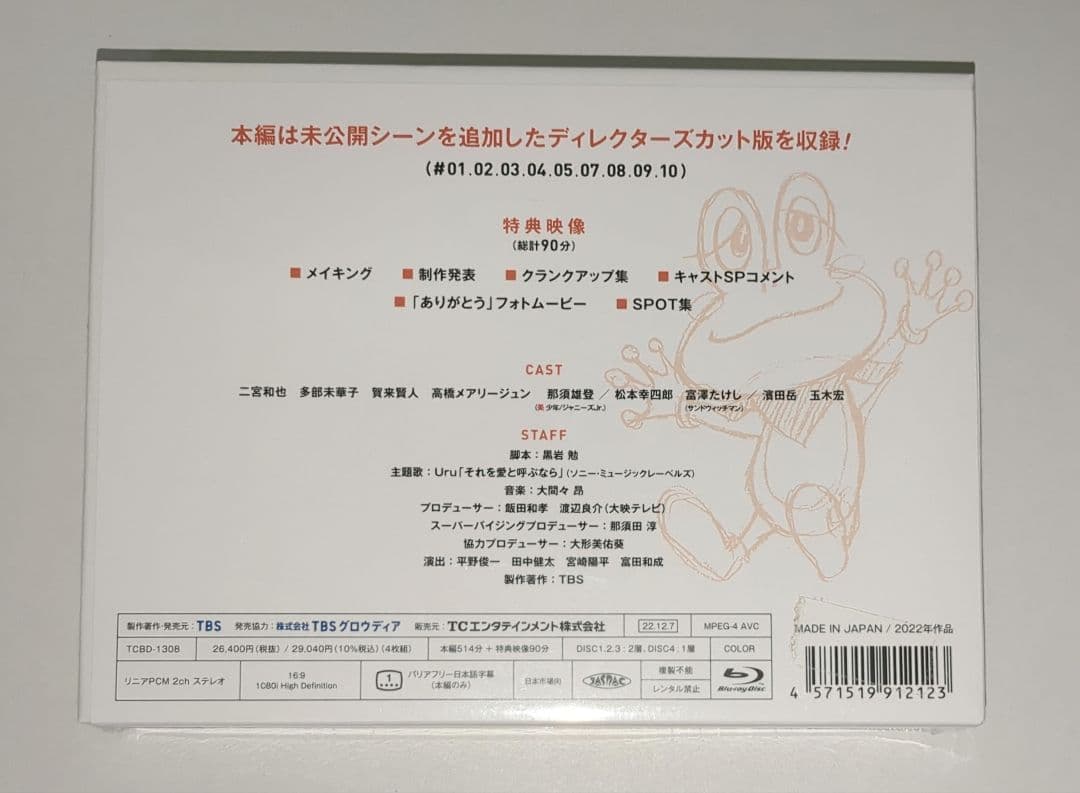 本編は未公開シーンを追加したディレクターズカット版を収録!
(#01.02.03.04.05.07.08.09.10)
特典映像
(総計90分)
■メイキング ■制作発表 ■クランクアップ集 ■キャストSPコメント
■「ありがとう」フォトムービー ■SPOT集
CAST
二宮和也 多部未華子 賀来賢人 高橋メアリージュン 那須雄登／松本幸四郎 富澤たけし／濱田岳 玉木宏
(美 少年/ジャニーズJr.) (サンドウィッチマン)
STAFF
脚本：黒岩 勉
主題歌：Uru「それを愛と呼ぶなら」(ソニー・ミュージックレーベルズ)
音楽：大間々 昂
プロデューサー：飯田和孝 渡辺良介(大映テレビ)
スーパーバイジングプロデューサー：那須田 淳
協力プロデューサー：大形美佑葵
演出：平野俊一 田中健太 宮崎陽平 富田和成
製作著作：TBS
製作著作・発売元：TBS 発売協力：株式会社TBSグロウディア 販売元：TCエンタテインメント株式会社 22.12.7 MPEG-4 AVC
TCBD-1308 26,400円(税抜) / 29,040円(10%税込)(4枚組) 本編514分＋特典映像90分 DISC1.2.3：2層、DISC4：1層 COLOR
リニアPCM 2ch ステレオ 16:9 1080i High Definition 1 バリアフリー日本語字幕 (本編のみ) 日本市場向 JASRAC 複製不能 レンタル禁止 Blu-ray Disc
MADE IN JAPAN / 2022年作品
4 571519 912123